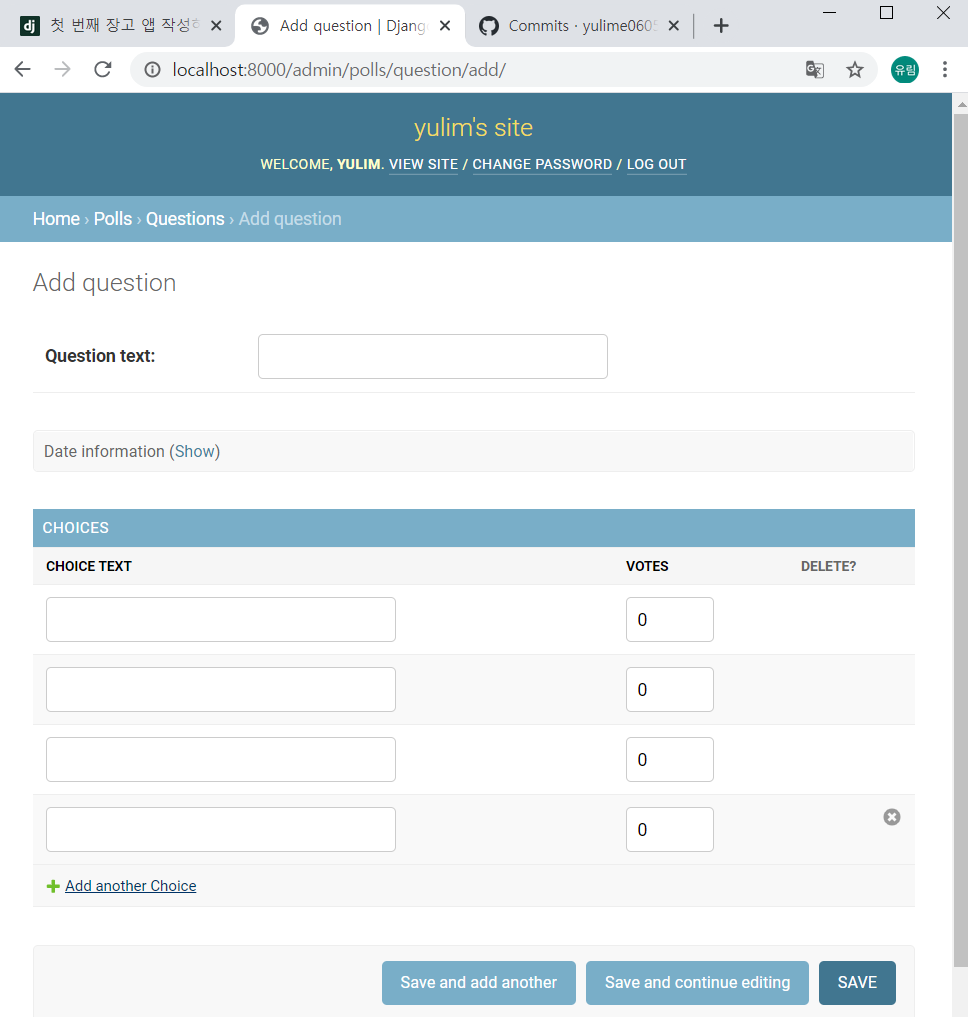 dj 첫 번째 장고 앱 작성하 Add question | Djang Commits · yulime0605
localhost:8000/admin/polls/question/add/ 유림
yulim's site
WELCOME, YULIM. VIEW SITE / CHANGE PASSWORD / LOG OUT
Home › Polls › Questions › Add question
Add question
Question text:
Date information (Show)
CHOICES
CHOICE TEXT VOTES DELETE?
0
0
0
0
Add another Choice
Save and add another Save and continue editing SAVE